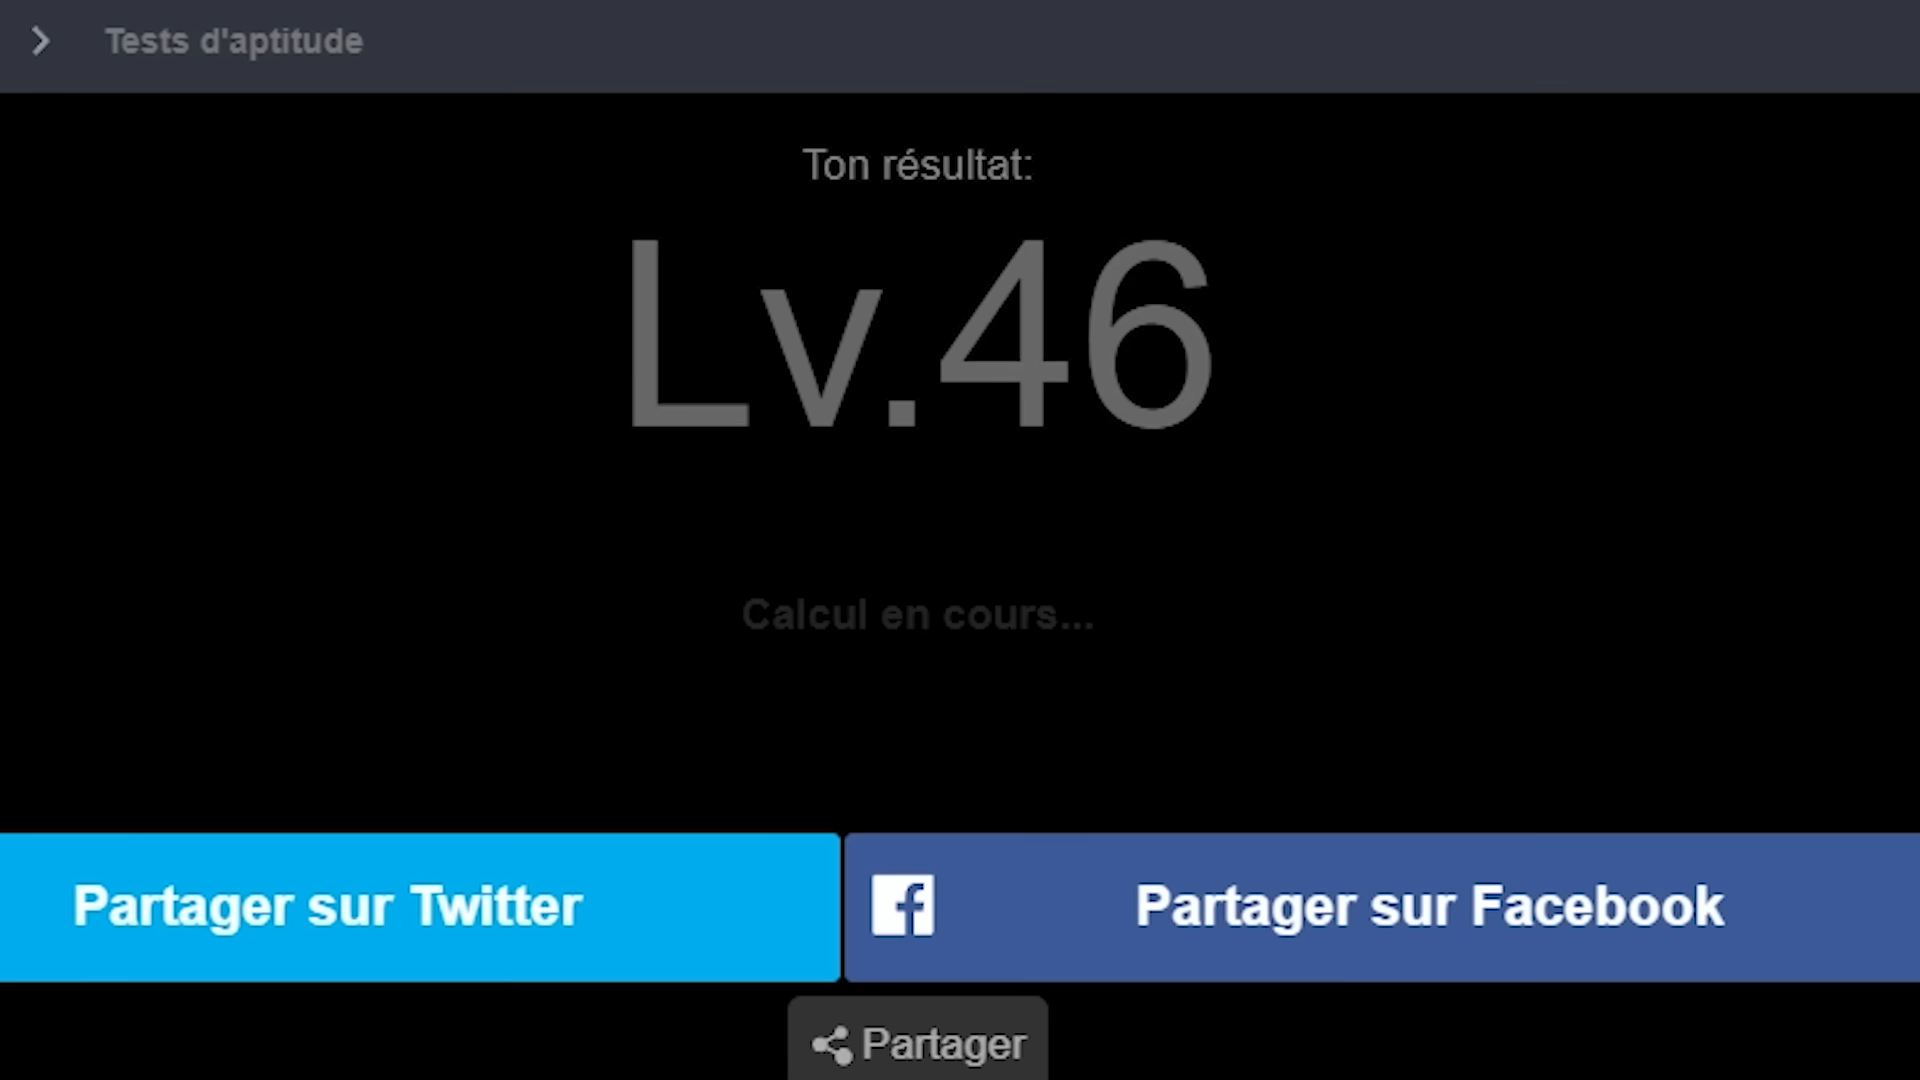 Tests d'aptitude
Ton résultat:
Lv.46
Calcul en cours...
Partager sur Twitter
Partager sur Facebook
Partager